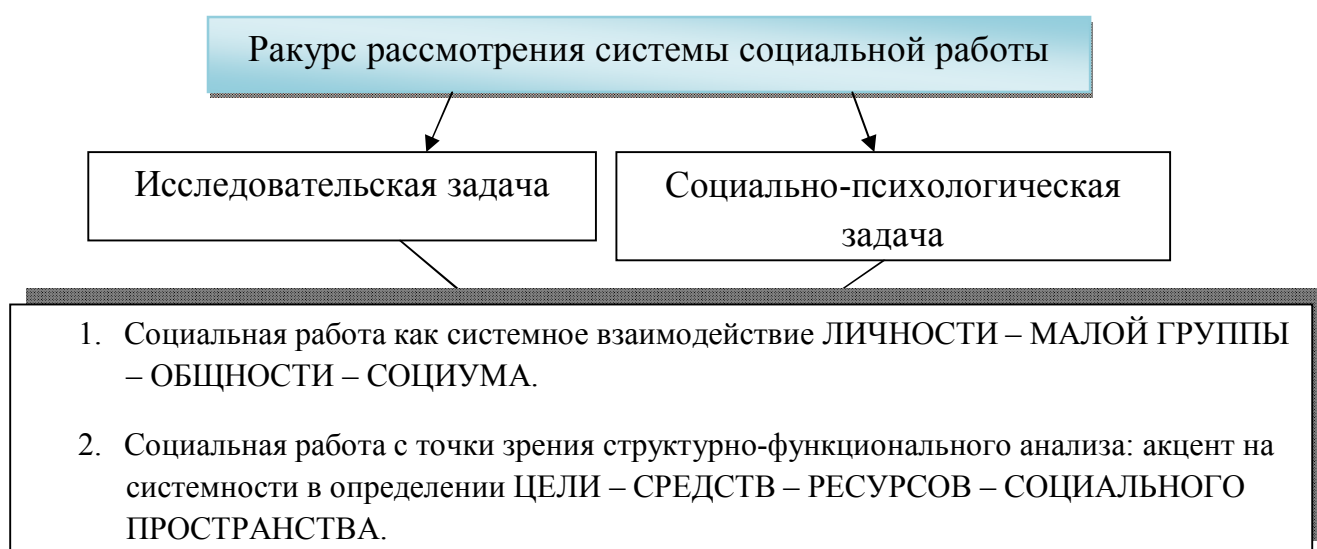 Ракурс рассмотрения системы социальной работы
Исследовательская задача
Социально-психологическая
задача
1. Социальная работа как системное взаимодействие ЛИЧНОСТИ – МАЛОЙ ГРУППЫ
– ОБЩНОСТИ – СОЦИУМА.
2. Социальная работа с точки зрения структурно-функционального анализа: акцент на
системности в определении ЦЕЛИ – СРЕДСТВ – РЕСУРСОВ – СОЦИАЛЬНОГО
ПРОСТРАНСТВА.